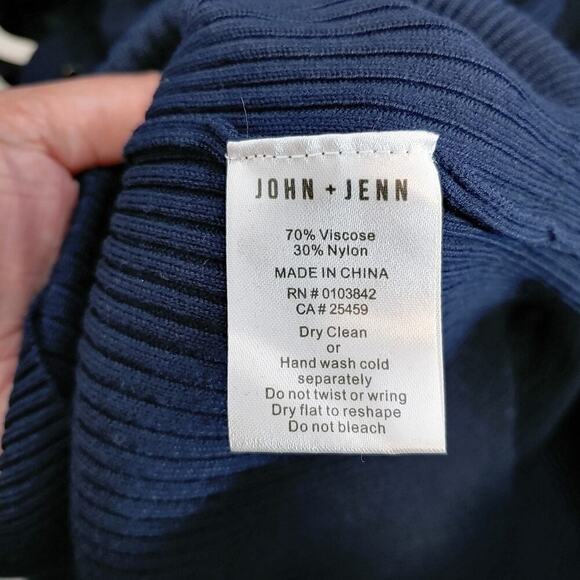 JOHN + JENN
70% Viscose
30% Nylon
MADE IN CHINA
RN # 0103842
CA # 25459
Dry Clean
or
Hand wash cold
separately
Do not twist or wring
Dry flat to reshape
Do not bleach